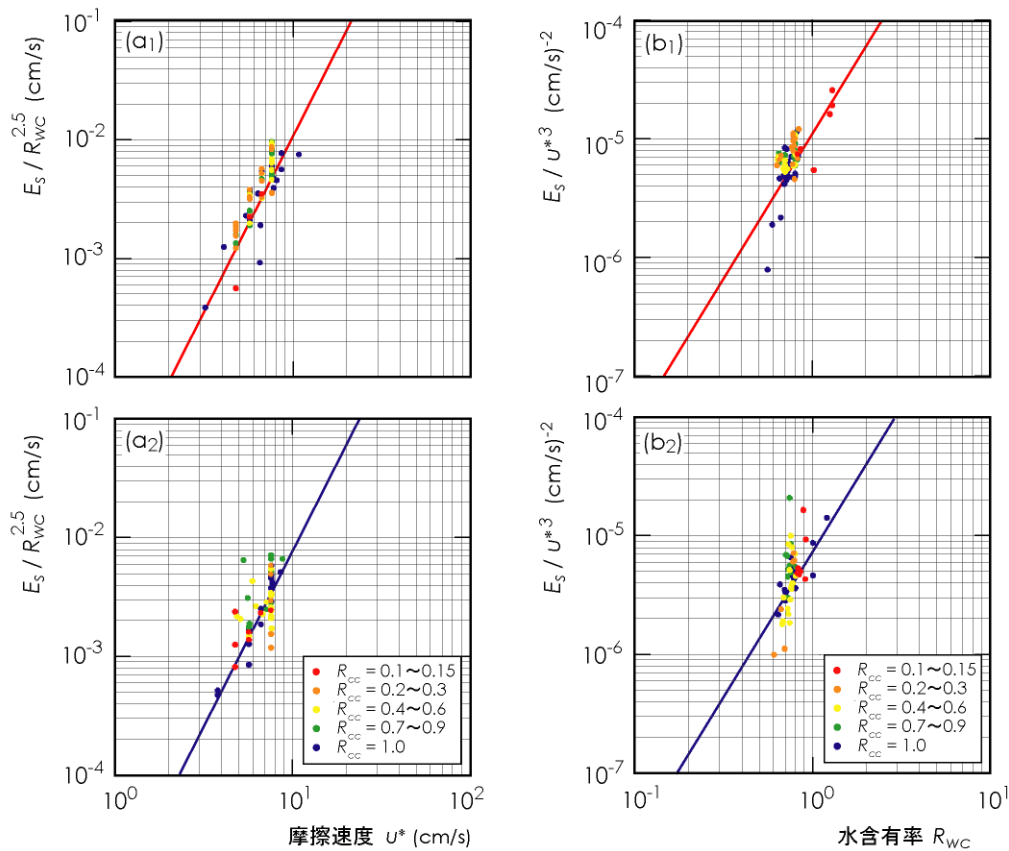 (a1)
E_s / R_WC^2.5 (cm/s)
10^-1
10^-2
10^-3
10^-4
(b1)
E_s / u*^3 (cm/s)^-2
10^-4
10^-5
10^-6
10^-7
(a2)
E_s / R_WC^2.5 (cm/s)
10^-1
10^-2
10^-3
10^-4
R_cc = 0.1～0.15
R_cc = 0.2～0.3
R_cc = 0.4～0.6
R_cc = 0.7～0.9
R_cc = 1.0
10^0 10^1 10^2
摩擦速度 u* (cm/s)
(b2)
E_s / u*^3 (cm/s)^-2
10^-4
10^-5
10^-6
10^-7
R_cc = 0.1～0.15
R_cc = 0.2～0.3
R_cc = 0.4～0.6
R_cc = 0.7～0.9
R_cc = 1.0
10^-1 10^0 10^1
水含有率 R_WC